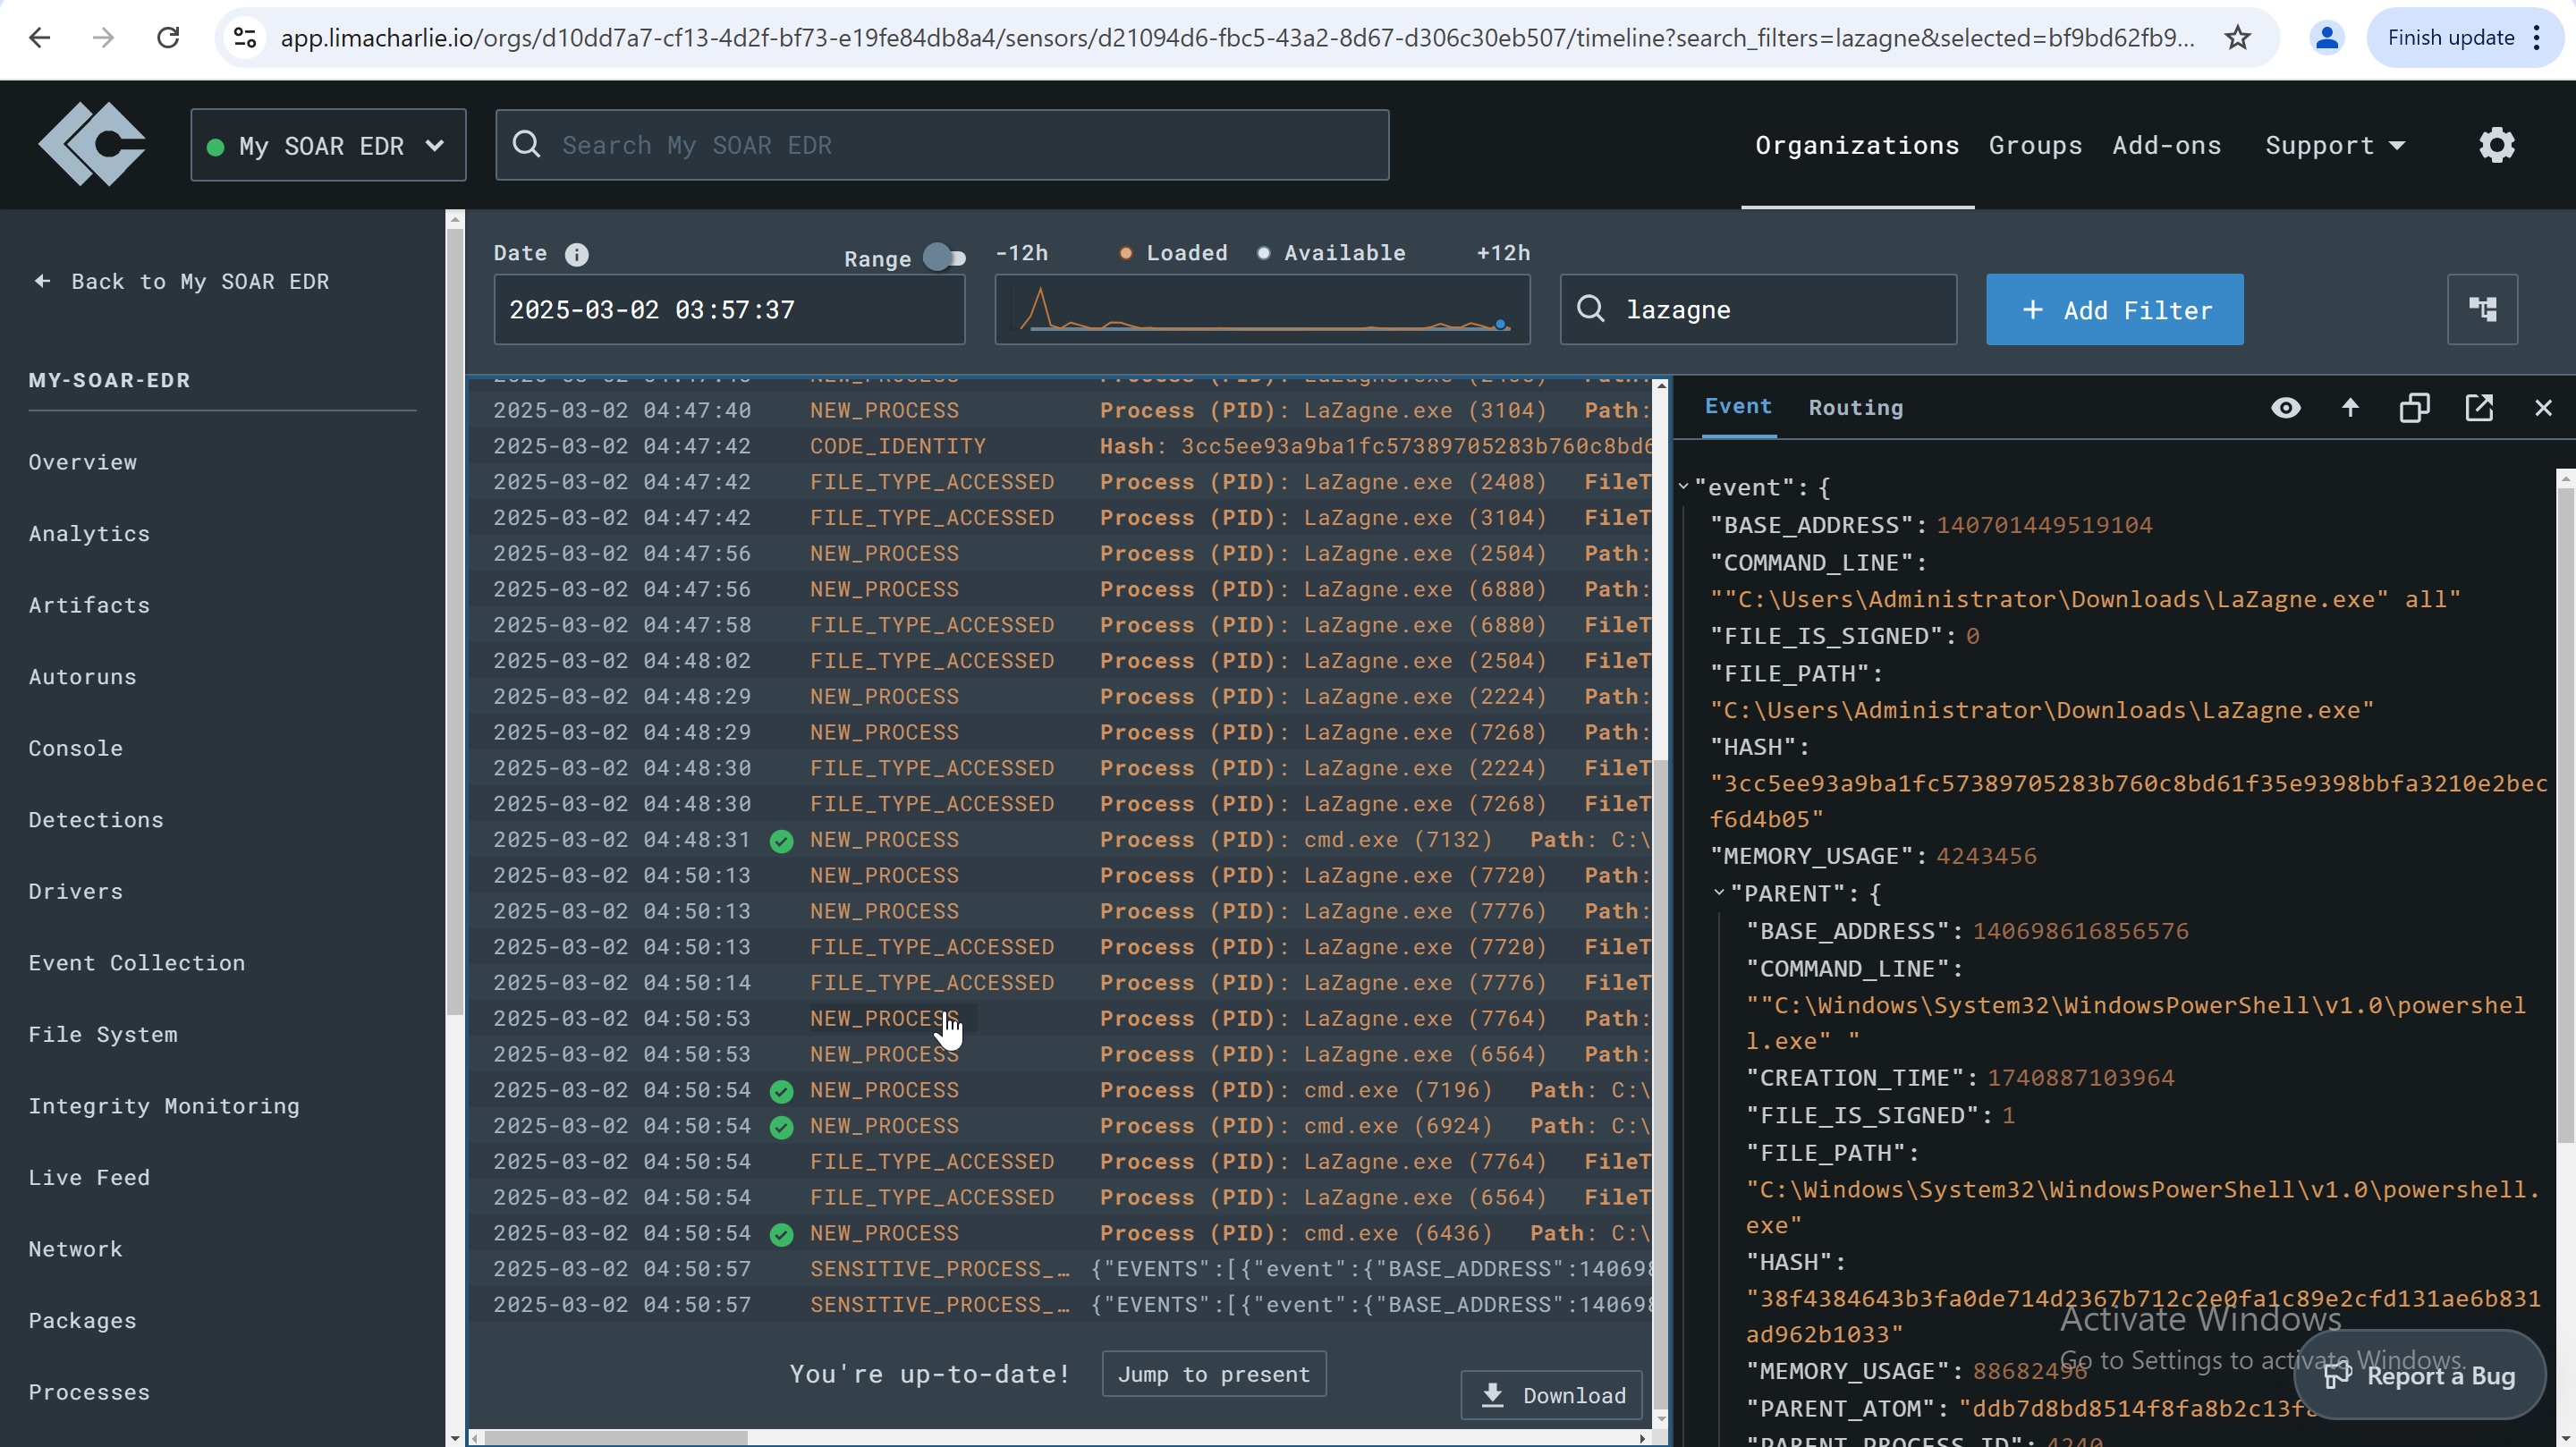 app.limacharlie.io/orgs/d10dd7a7-cf13-4d2f-bf73-e19fe84db8a4/sensors/d21094d6-fbc5-43a2-8d67-d306c30eb507/timeline?search_filters=lazagne&selected=bf9bd62fb9...
Finish update
My SOAR EDR
Search My SOAR EDR
Organizations
Groups
Add-ons
Support
Back to My SOAR EDR
MY-SOAR-EDR
Overview
Analytics
Artifacts
Autoruns
Console
Detections
Drivers
Event Collection
File System
Integrity Monitoring
Live Feed
Network
Packages
Processes
Date
Range
-12h
Loaded
Available
+12h
2025-03-02 03:57:37
lazagne
+ Add Filter
2025-03-02 04:47:40 NEW_PROCESS Process (PID): LaZagne.exe (3104) Path:
2025-03-02 04:47:42 CODE_IDENTITY Hash: 3cc5ee93a9ba1fc57389705283b760c8bd6
2025-03-02 04:47:42 FILE_TYPE_ACCESSED Process (PID): LaZagne.exe (2408) FileT
2025-03-02 04:47:42 FILE_TYPE_ACCESSED Process (PID): LaZagne.exe (3104) FileT
2025-03-02 04:47:56 NEW_PROCESS Process (PID): LaZagne.exe (2504) Path:
2025-03-02 04:47:56 NEW_PROCESS Process (PID): LaZagne.exe (6880) Path:
2025-03-02 04:47:58 FILE_TYPE_ACCESSED Process (PID): LaZagne.exe (6880) FileT
2025-03-02 04:48:02 FILE_TYPE_ACCESSED Process (PID): LaZagne.exe (2504) FileT
2025-03-02 04:48:29 NEW_PROCESS Process (PID): LaZagne.exe (2224) Path:
2025-03-02 04:48:29 NEW_PROCESS Process (PID): LaZagne.exe (7268) Path:
2025-03-02 04:48:30 FILE_TYPE_ACCESSED Process (PID): LaZagne.exe (2224) FileT
2025-03-02 04:48:30 FILE_TYPE_ACCESSED Process (PID): LaZagne.exe (7268) FileT
2025-03-02 04:48:31 NEW_PROCESS Process (PID): cmd.exe (7132) Path: C:\
2025-03-02 04:50:13 NEW_PROCESS Process (PID): LaZagne.exe (7720) Path:
2025-03-02 04:50:13 NEW_PROCESS Process (PID): LaZagne.exe (7776) Path:
2025-03-02 04:50:13 FILE_TYPE_ACCESSED Process (PID): LaZagne.exe (7720) FileT
2025-03-02 04:50:14 FILE_TYPE_ACCESSED Process (PID): LaZagne.exe (7776) FileT
2025-03-02 04:50:53 NEW_PROCESS Process (PID): LaZagne.exe (7764) Path:
2025-03-02 04:50:53 NEW_PROCESS Process (PID): LaZagne.exe (6564) Path:
2025-03-02 04:50:54 NEW_PROCESS Process (PID): cmd.exe (7196) Path: C:\
2025-03-02 04:50:54 NEW_PROCESS Process (PID): cmd.exe (6924) Path: C:\
2025-03-02 04:50:54 FILE_TYPE_ACCESSED Process (PID): LaZagne.exe (7764) FileT
2025-03-02 04:50:54 FILE_TYPE_ACCESSED Process (PID): LaZagne.exe (6564) FileT
2025-03-02 04:50:54 NEW_PROCESS Process (PID): cmd.exe (6436) Path: C:\
2025-03-02 04:50:57 SENSITIVE_PROCESS_… {"EVENTS":[{"event":{"BASE_ADDRESS":140698
2025-03-02 04:50:57 SENSITIVE_PROCESS_… {"EVENTS":[{"event":{"BASE_ADDRESS":140698
You're up-to-date!
Jump to present
Download
Event
Routing
"event": {
"BASE_ADDRESS": 140701449519104
"COMMAND_LINE":
""C:\Users\Administrator\Downloads\LaZagne.exe" all"
"FILE_IS_SIGNED": 0
"FILE_PATH":
"C:\Users\Administrator\Downloads\LaZagne.exe"
"HASH":
"3cc5ee93a9ba1fc57389705283b760c8bd61f35e9398bbfa3210e2bec
f6d4b05"
"MEMORY_USAGE": 4243456
"PARENT": {
"BASE_ADDRESS": 140698616856576
"COMMAND_LINE":
""C:\Windows\System32\WindowsPowerShell\v1.0\powershel
l.exe" "
"CREATION_TIME": 1740887103964
"FILE_IS_SIGNED": 1
"FILE_PATH":
"C:\Windows\System32\WindowsPowerShell\v1.0\powershell.
exe"
"HASH":
"38f4384643b3fa0de714d2367b712c2e0fa1c89e2cfd131ae6b831
ad962b1033"
"MEMORY_USAGE": 88682496
"PARENT_ATOM": "ddb7d8bd8514f8fa8b2c13f
"PARENT_PROCESS_ID": 4240
Activate Windows
Go to Settings to activate Windows.
Report a Bug